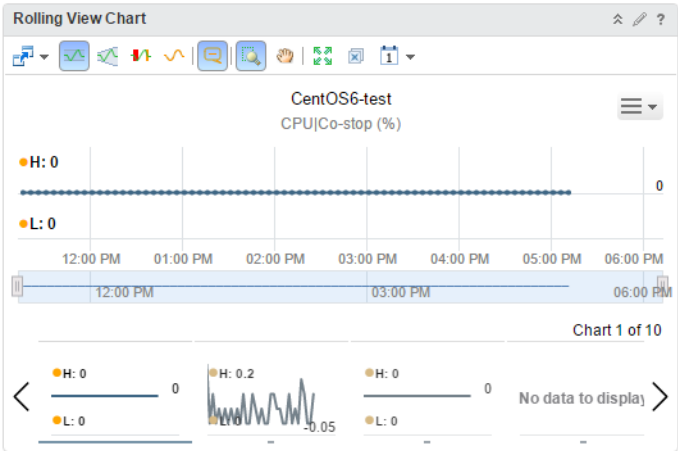 Rolling View Chart ?
1
CentOS6-test
CPU|Co-stop (%)
H: 0
0
L: 0
12:00 PM 01:00 PM 02:00 PM 03:00 PM 04:00 PM 05:00 PM 06:00 PM
12:00 PM 03:00 PM 06:00 PM
Chart 1 of 10
H: 0 H: 0.2 H: 0
0 0 No data to display
L: 0 L: 0 -0.05 L: 0
- - -